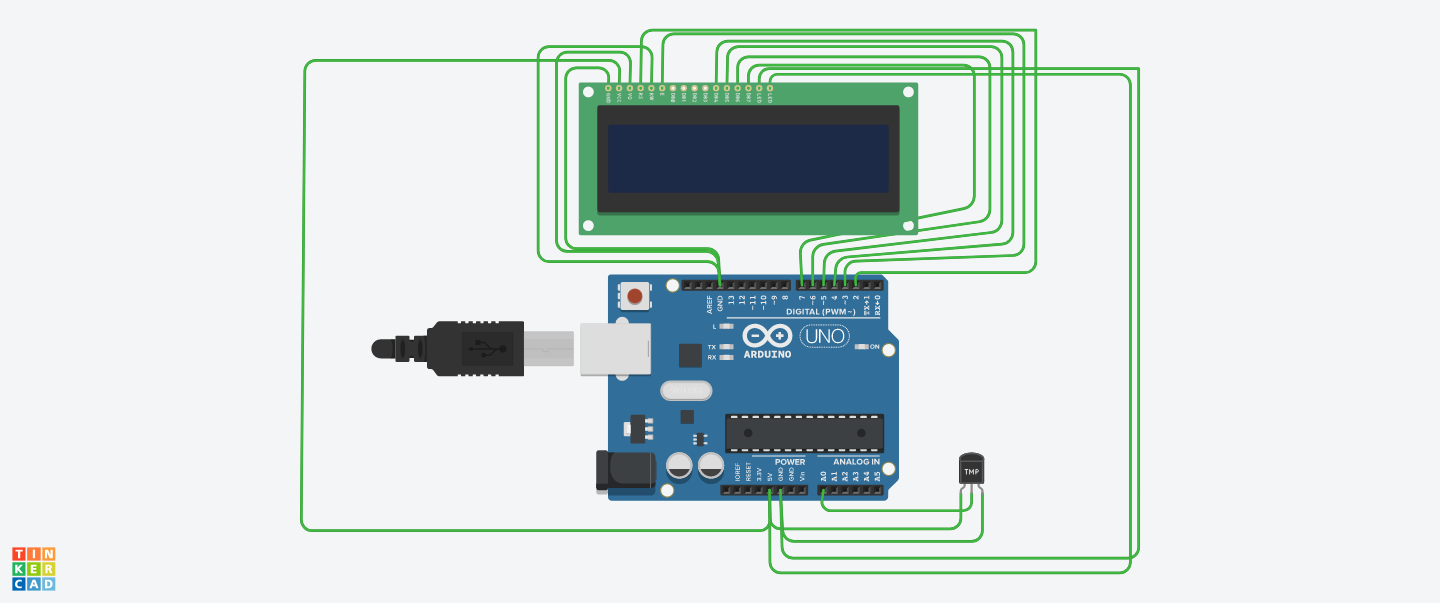 GND VCC VO RS RW E DB0 DB1 DB2 DB3 DB4 DB5 DB6 DB7 LED LED
AREF GND 13 12 ~11 ~10 ~9 8 7 ~6 ~5 4 ~3 2 TX→1 RX←0
DIGITAL (PWM~)
L
TX
RX
ARDUINO
UNO
ON
POWER
ANALOG IN
IOREF RESET 3.3V 5V GND GND Vin A0 A1 A2 A3 A4 A5
TMP
TIN
KER
CAD